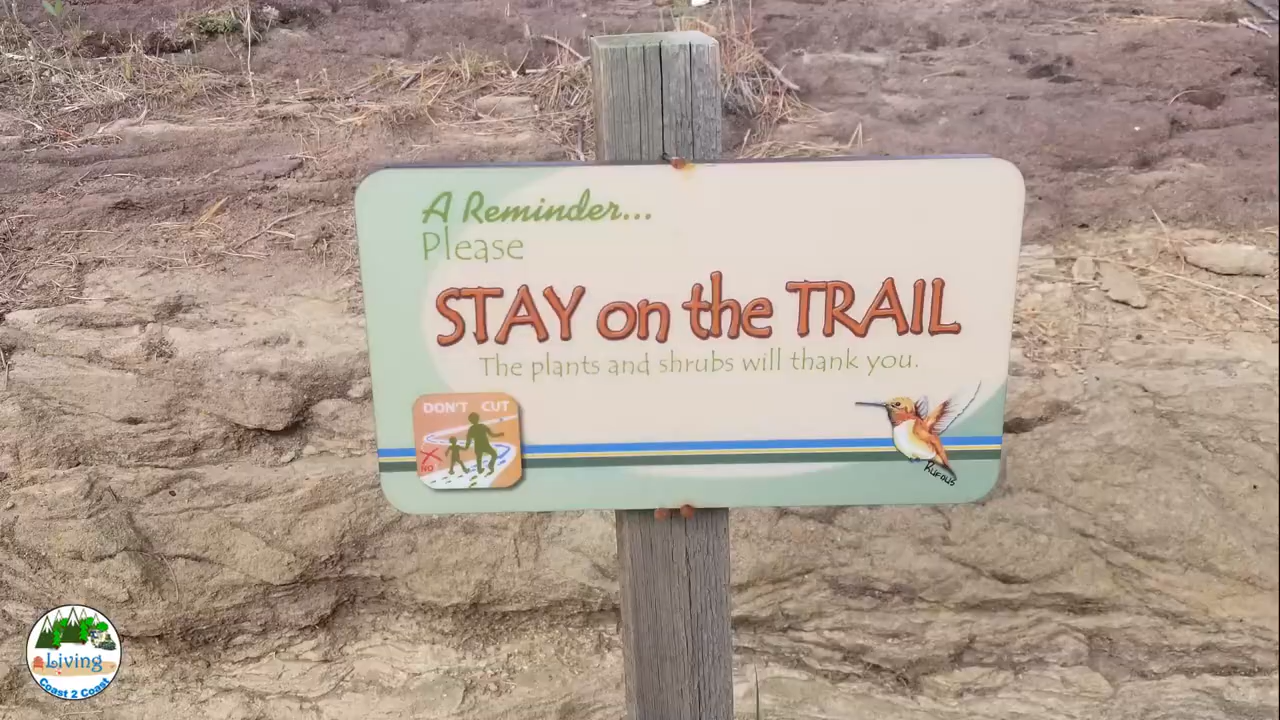 A Reminder...
Please
STAY on the TRAIL
The plants and shrubs will thank you.
DON'T CUT
NO
Rufous
Living
Coast 2 Coast